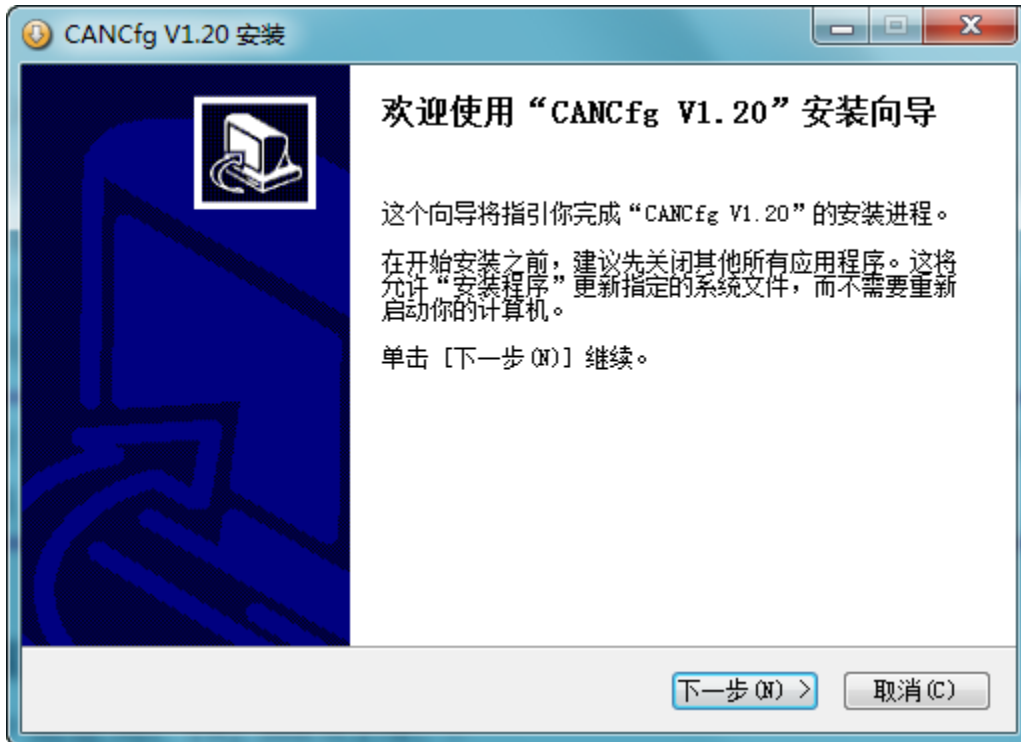 CANCfg V1.20 安装
欢迎使用“CANCfg V1.20”安装向导
这个向导将指引你完成“CANCfg V1.20”的安装进程。
在开始安装之前，建议先关闭其他所有应用程序。这将
允许“安装程序”更新指定的系统文件，而不需要重新
启动你的计算机。
单击 [下一步(N)] 继续。
下一步(N) >
取消(C)